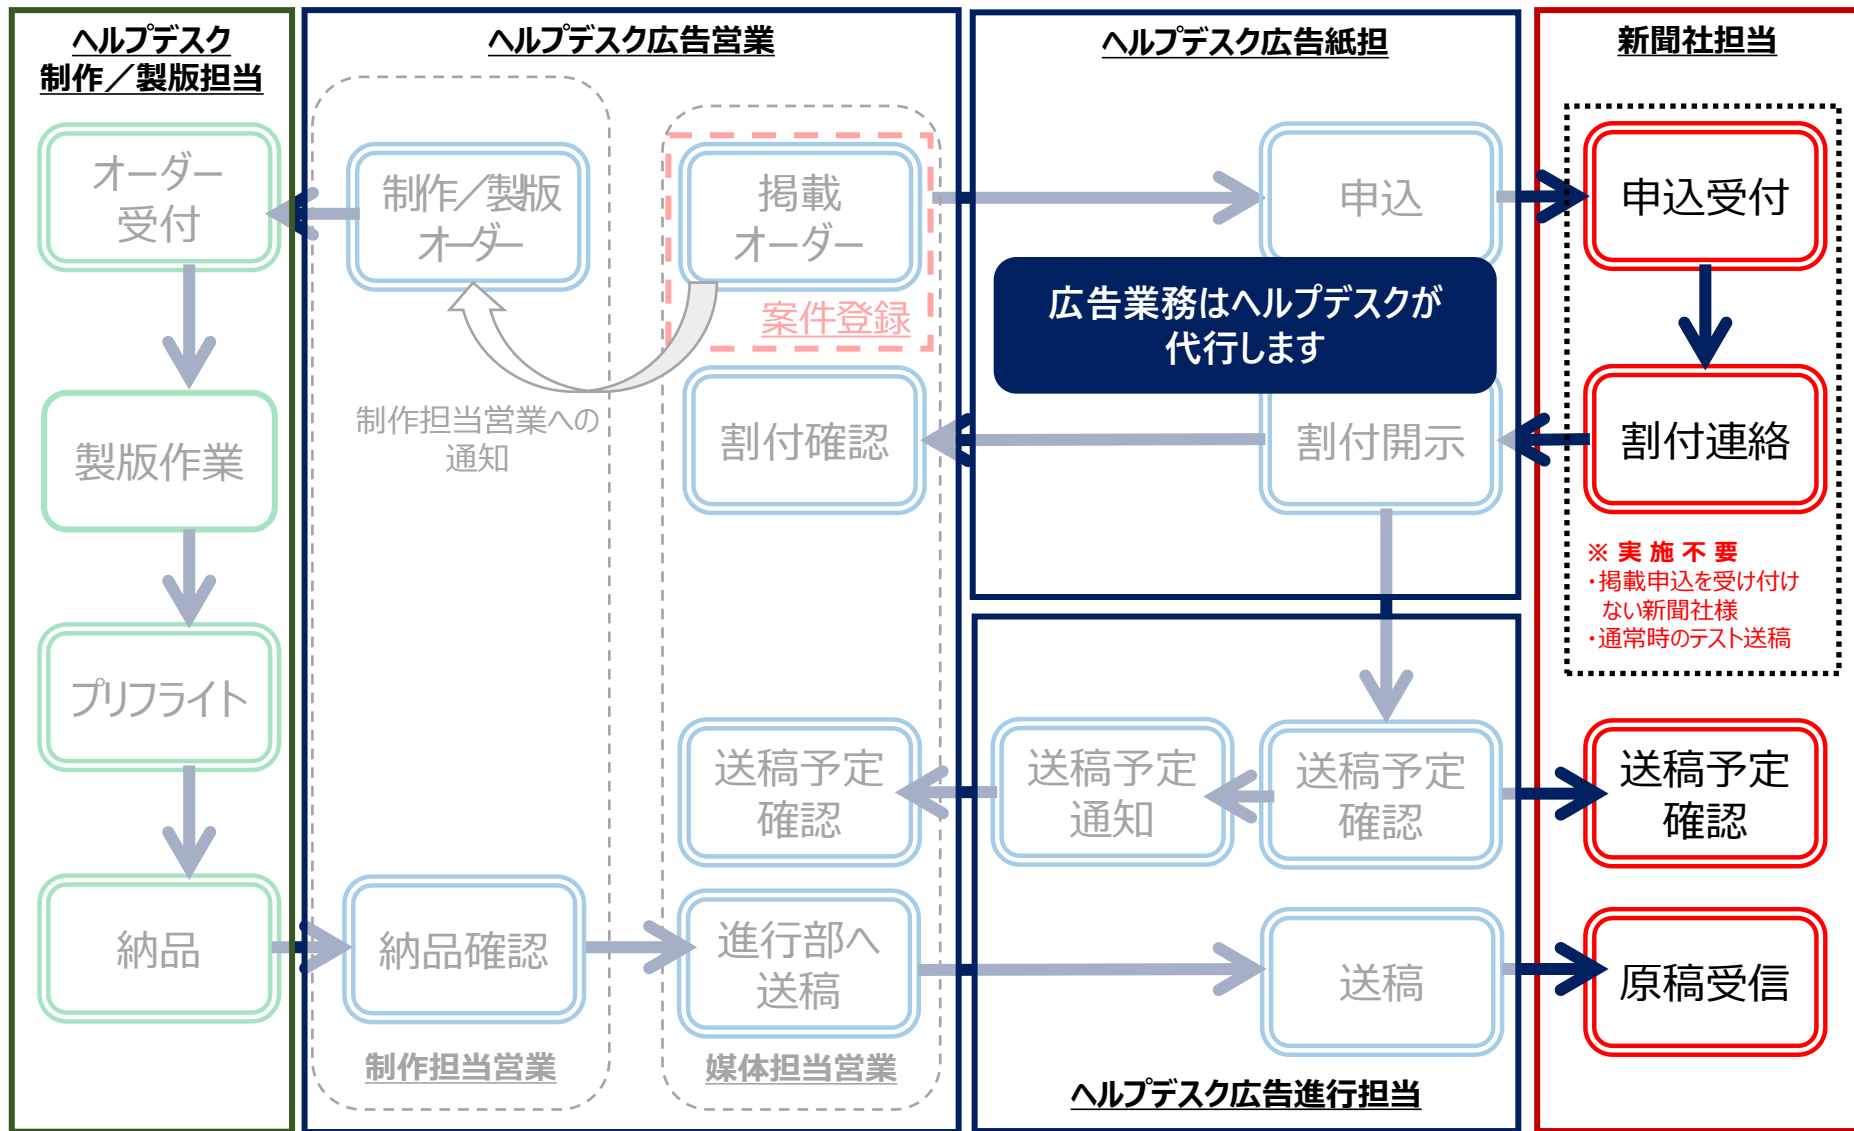 ヘルプデスク
制作／製版担当
オーダー
受付
製版作業
プリフライト
納品
ヘルプデスク広告営業
制作／製版
オーダー
制作担当営業への
通知
納品確認
制作担当営業
掲載
オーダー
案件登録
割付確認
送稿予定
確認
進行部へ
送稿
媒体担当営業
ヘルプデスク広告紙担
申込
広告業務はヘルプデスクが
代行します
割付開示
送稿予定
通知
送稿予定
確認
送稿
ヘルプデスク広告進行担当
新聞社担当
申込受付
割付連絡
※実施不要
・掲載申込を受け付け
ない新聞社様
・通常時のテスト送稿
送稿予定
確認
原稿受信